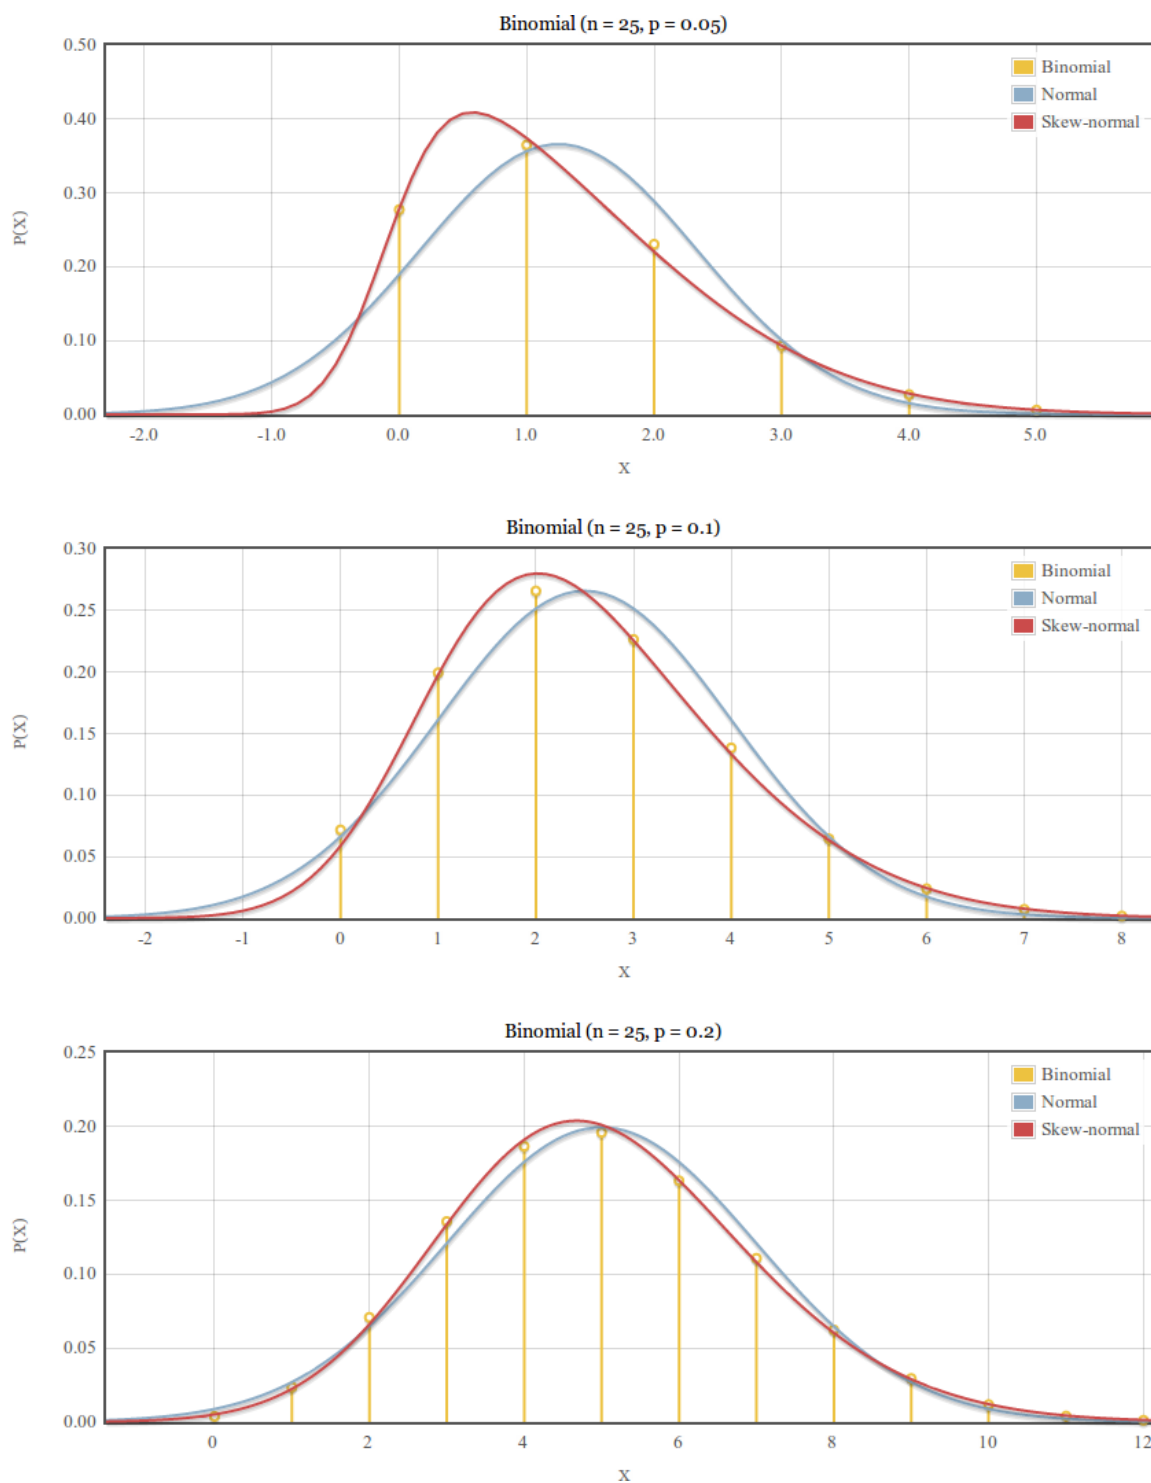 Binomial (n = 25, p = 0.05)
0.50
0.40
0.30
0.20
0.10
0.00
P(X)
Binomial
Normal
Skew-normal
-2.0 -1.0 0.0 1.0 2.0 3.0 4.0 5.0
X
Binomial (n = 25, p = 0.1)
0.30
0.25
0.20
0.15
0.10
0.05
0.00
P(X)
Binomial
Normal
Skew-normal
-2 -1 0 1 2 3 4 5 6 7 8
X
Binomial (n = 25, p = 0.2)
0.25
0.20
0.15
0.10
0.05
0.00
P(X)
Binomial
Normal
Skew-normal
0 2 4 6 8 10 12
X